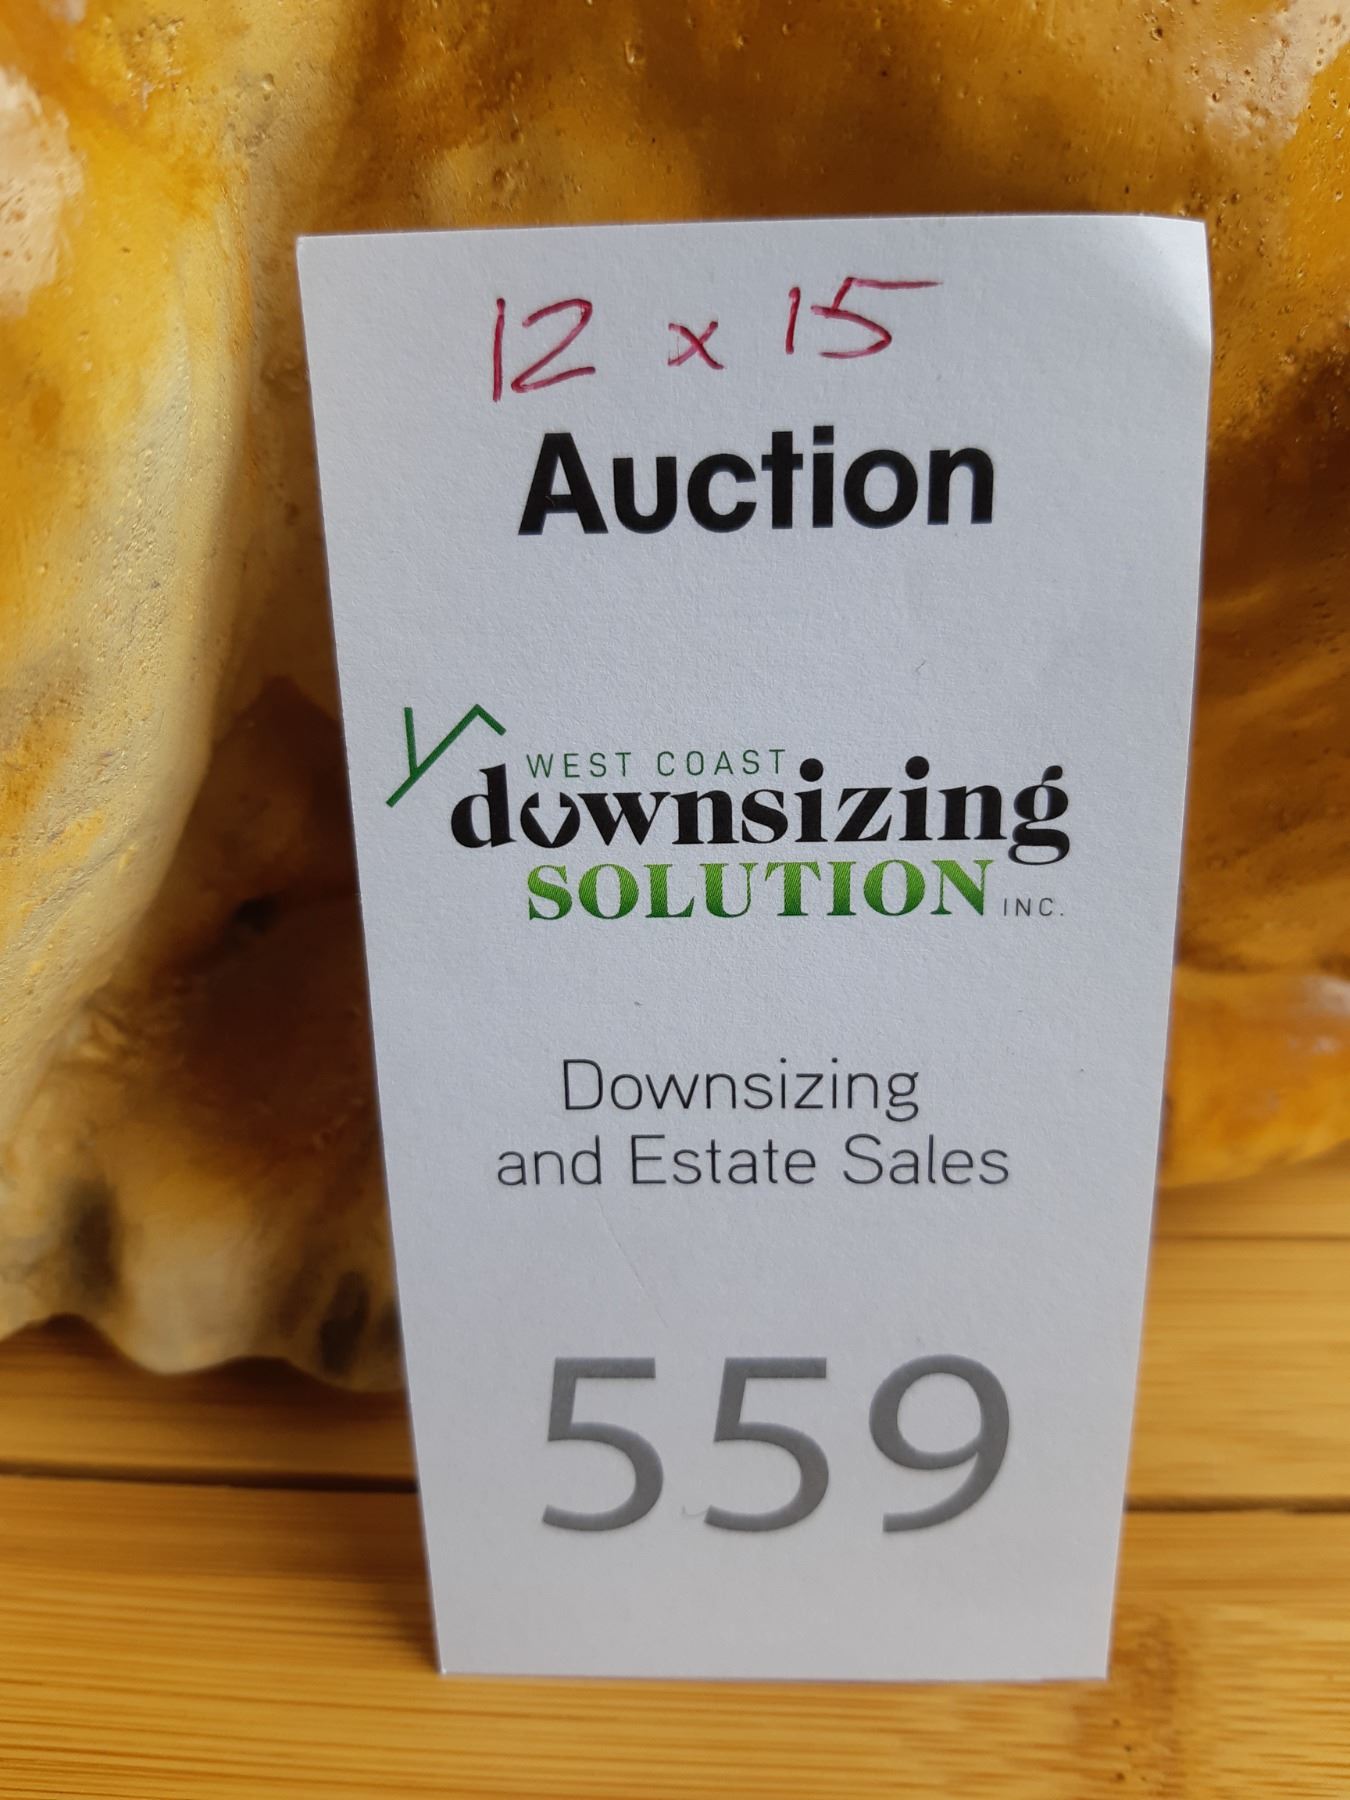 12 x 15
Auction
WEST COAST
downsizing
SOLUTION INC.
Downsizing
and Estate Sales
559